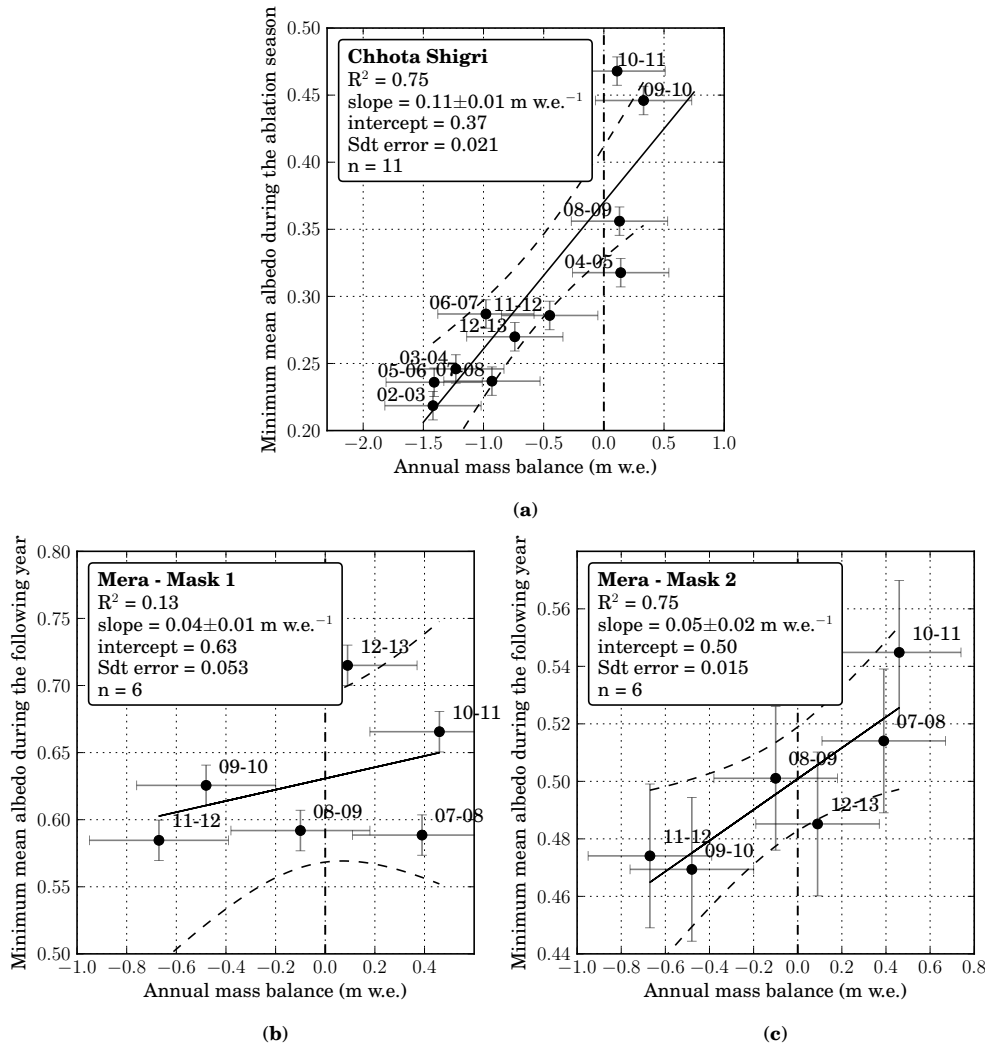 Chhota Shigri
R² = 0.75
slope = 0.11±0.01 m w.e.⁻¹
intercept = 0.37
Sdt error = 0.021
n = 11
10-11
09-10
08-09
04-05
06-07
11-12
12-13
03-04
05-06
07-08
02-03
0.50
0.45
0.40
0.35
0.30
0.25
0.20
Minimum mean albedo during the ablation season
−2.0 −1.5 −1.0 −0.5 0.0 0.5 1.0
Annual mass balance (m w.e.)
(a)
Mera - Mask 1
R² = 0.13
slope = 0.04±0.01 m w.e.⁻¹
intercept = 0.63
Sdt error = 0.053
n = 6
12-13
10-11
09-10
11-12
08-09
07-08
0.80
0.75
0.70
0.65
0.60
0.55
0.50
Minimum mean albedo during the following year
−1.0 −0.8 −0.6 −0.4 −0.2 0.0 0.2 0.4
Annual mass balance (m w.e.)
(b)
Mera - Mask 2
R² = 0.75
slope = 0.05±0.02 m w.e.⁻¹
intercept = 0.50
Sdt error = 0.015
n = 6
10-11
07-08
08-09
12-13
11-12
09-10
0.56
0.54
0.52
0.50
0.48
0.46
0.44
Minimum mean albedo during the following year
−1.0 −0.8 −0.6 −0.4 −0.2 0.0 0.2 0.4 0.6 0.8
Annual mass balance (m w.e.)
(c)